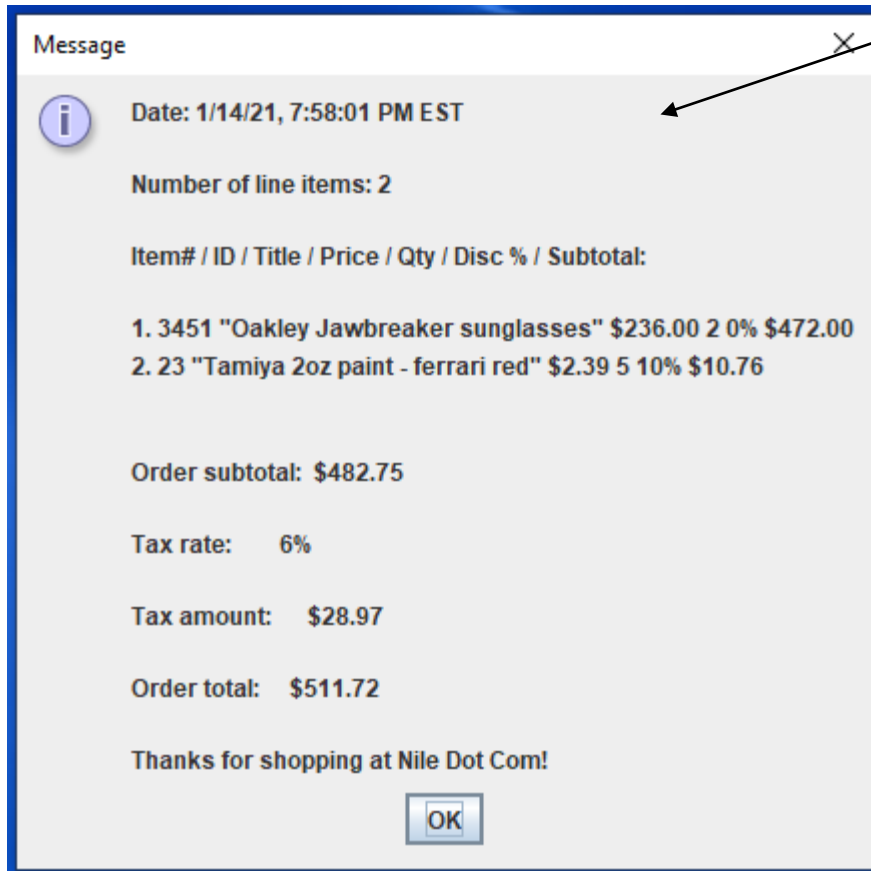 Message
Date: 1/14/21, 7:58:01 PM EST
Number of line items: 2
Item# / ID / Title / Price / Qty / Disc % / Subtotal:
1. 3451 "Oakley Jawbreaker sunglasses" $236.00 2 0% $472.00
2. 23 "Tamiya 2oz paint - ferrari red" $2.39 5 10% $10.76
Order subtotal: $482.75
Tax rate: 6%
Tax amount: $28.97
Order total: $511.72
Thanks for shopping at Nile Dot Com!
OK